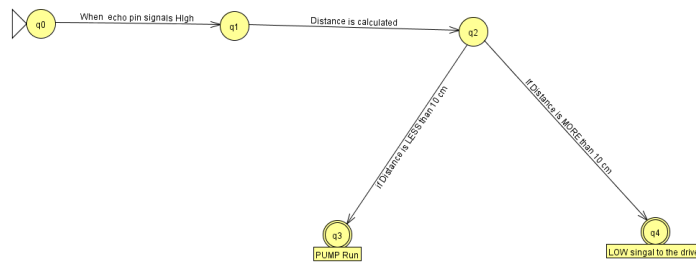 q0
When echo pin signals HIgh
q1
Distance is calculated
q2
if Distance is LESS than 10 cm
If Distance is MORE than 10 cm
q3
PUMP Run
q4
LOW singal to the drive